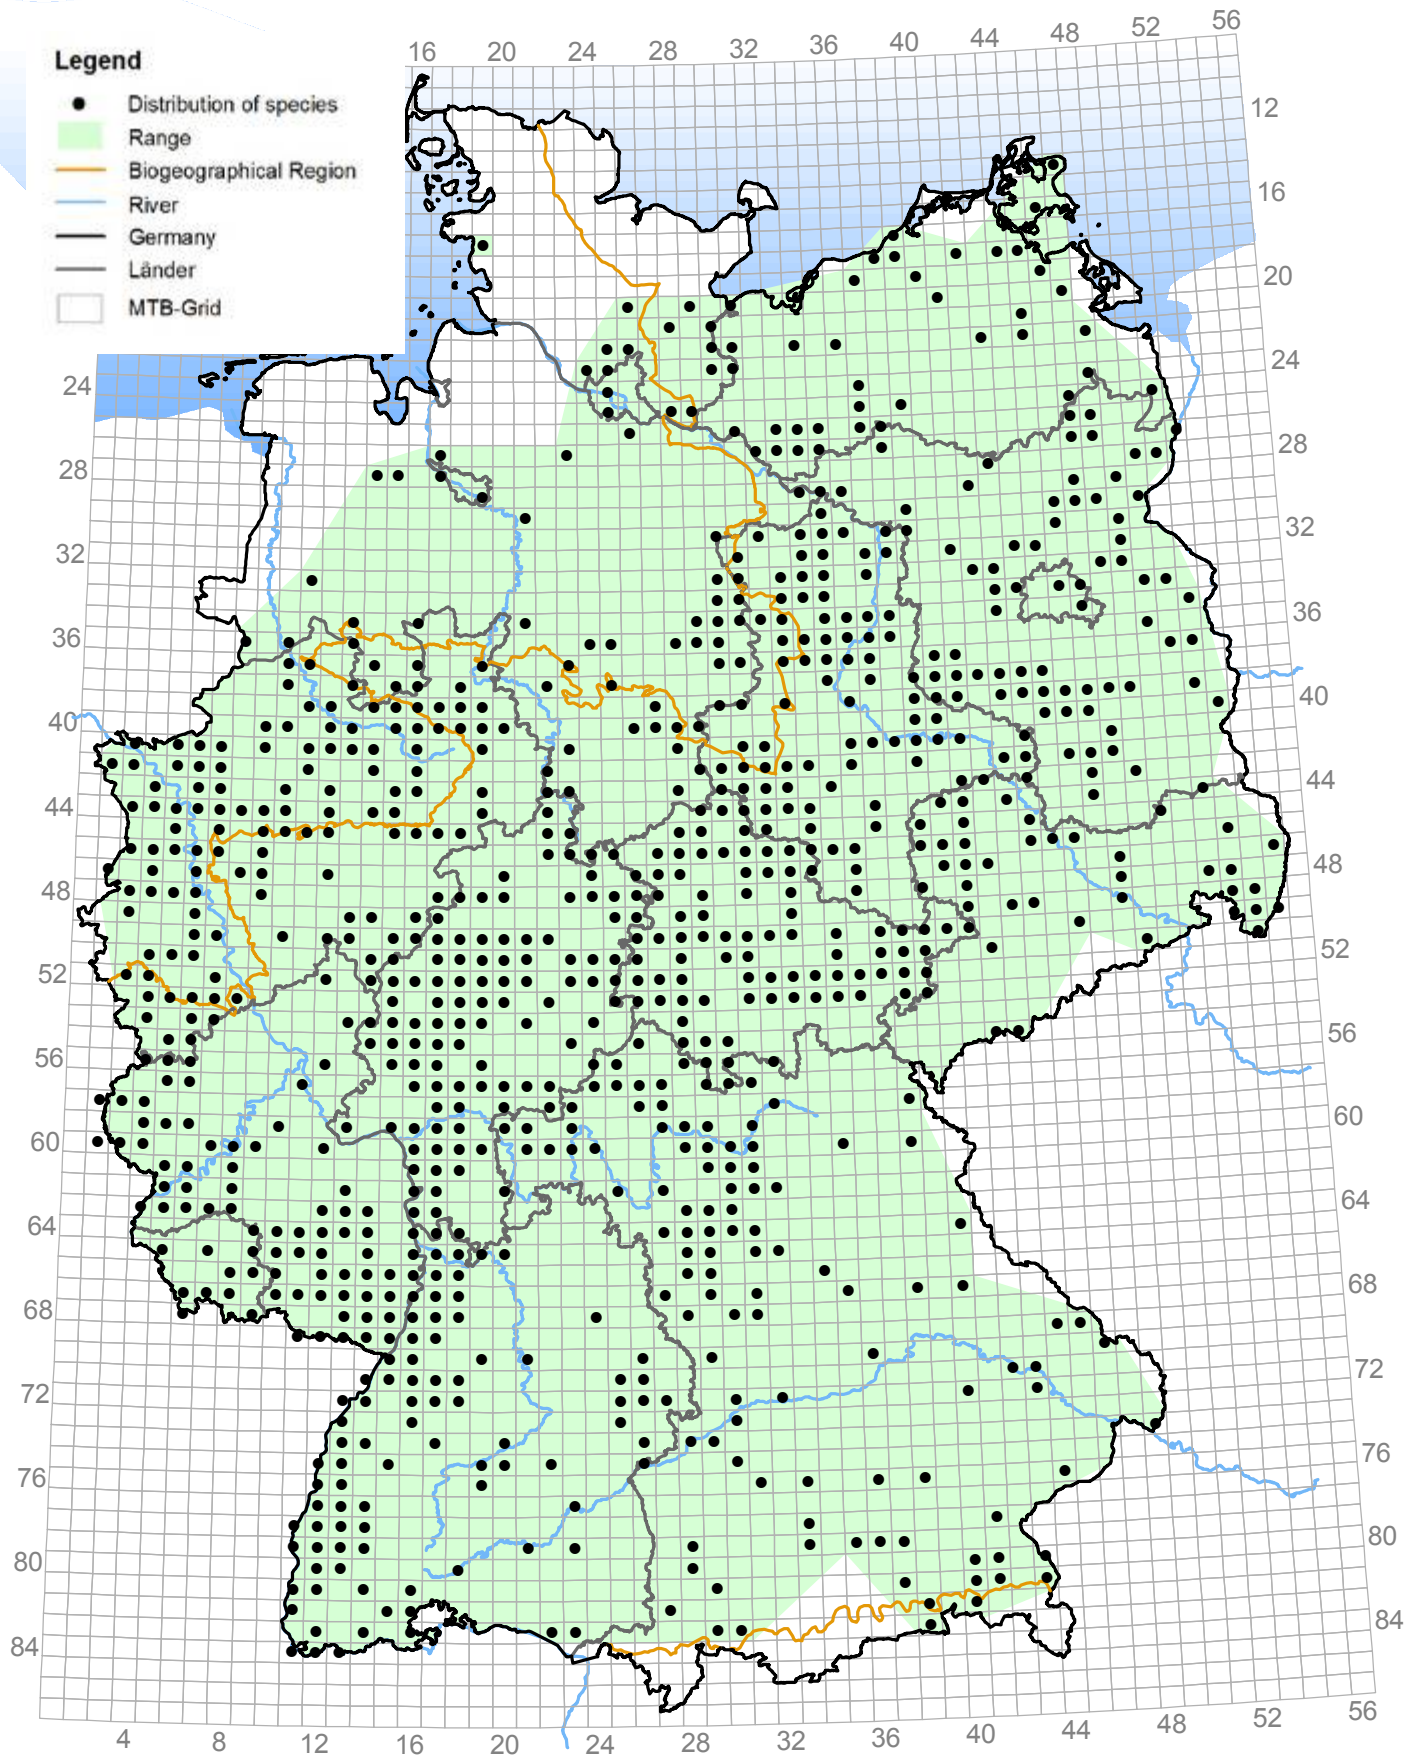 Legend
Distribution of species
Range
Biogeographical Region
River
Germany
Länder
MTB-Grid
16 20 24 28 32 36 40 44 48 52 56
12
16
20
24 24
28 28
32 32
36 36
40 40
44 44
48 48
52 52
56 56
60 60
64 64
68 68
72 72
76 76
80 80
84 84
4 8 12 16 20 24 28 32 36 40 44 48 52 56